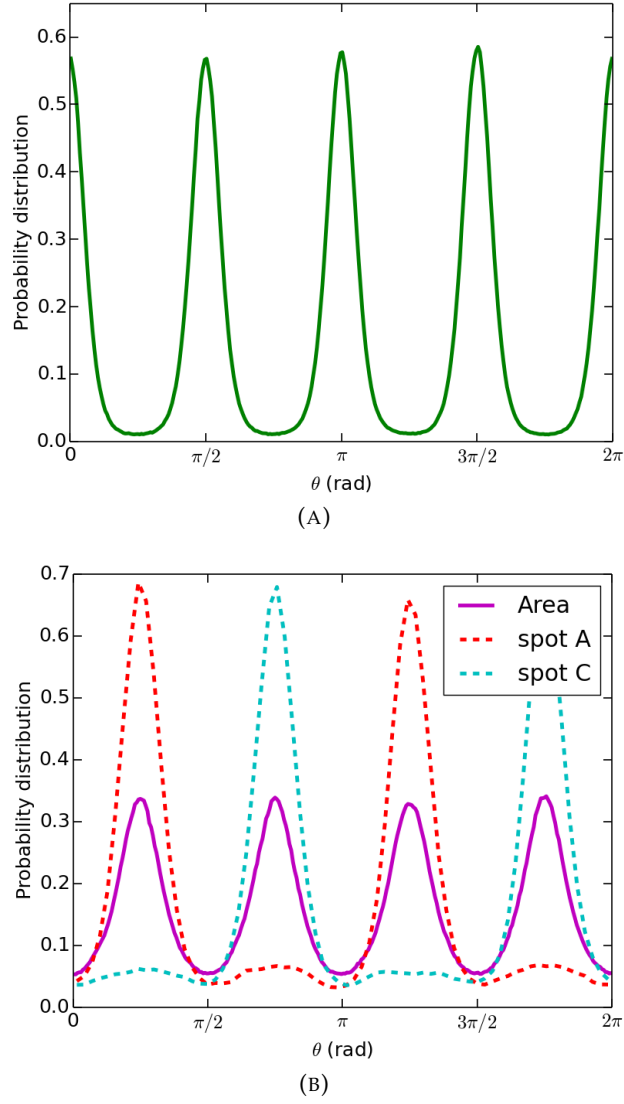 0.6
0.5
0.4
0.3
0.2
0.1
0.0
Probability distribution
0 π/2 π 3π/2 2π
θ (rad)
(A)
0.7
0.6
0.5
0.4
0.3
0.2
0.1
0.0
Probability distribution
Area
spot A
spot C
0 π/2 π 3π/2 2π
θ (rad)
(B)